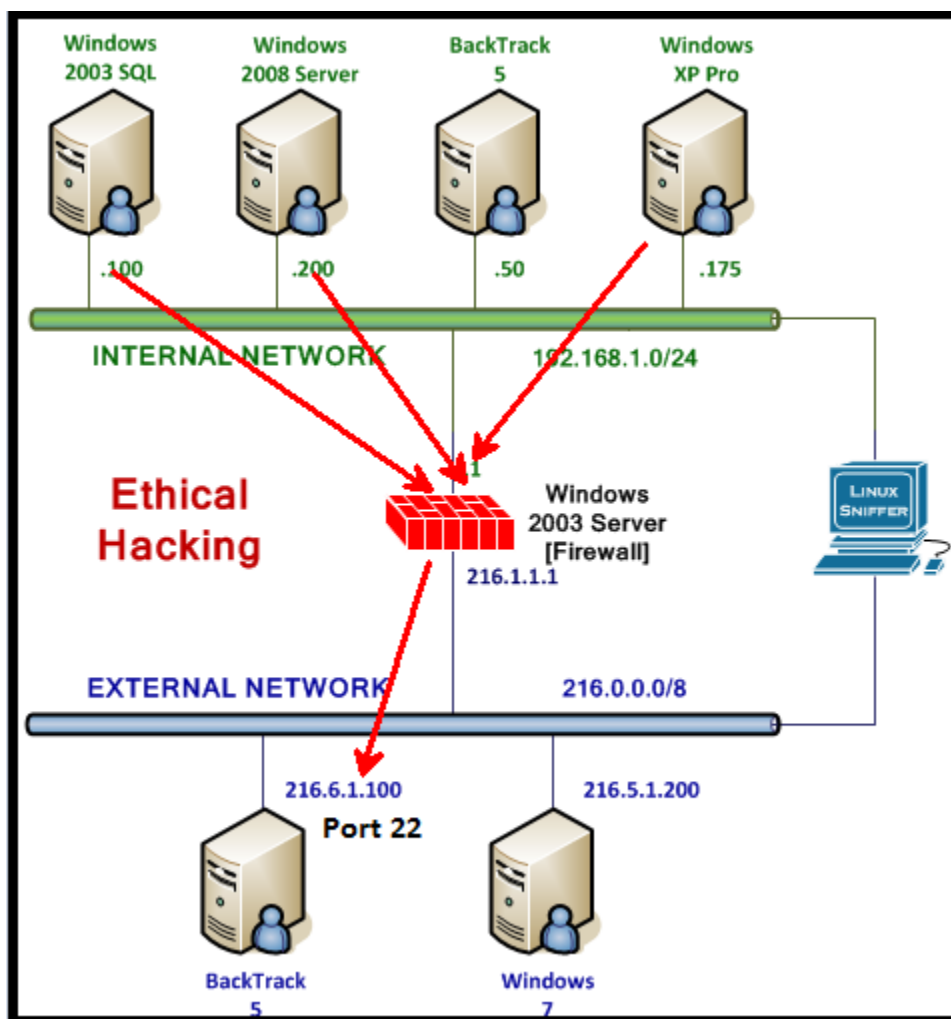 Windows
2003 SQL
Windows
2008 Server
BackTrack
5
Windows
XP Pro
.100
.200
.50
.175
INTERNAL NETWORK
192.168.1.0/24
Ethical
Hacking
1
Windows
2003 Server
[Firewall]
LINUX
SNIFFER
216.1.1.1
EXTERNAL NETWORK
216.0.0.0/8
216.6.1.100
216.5.1.200
Port 22
BackTrack
5
Windows
7